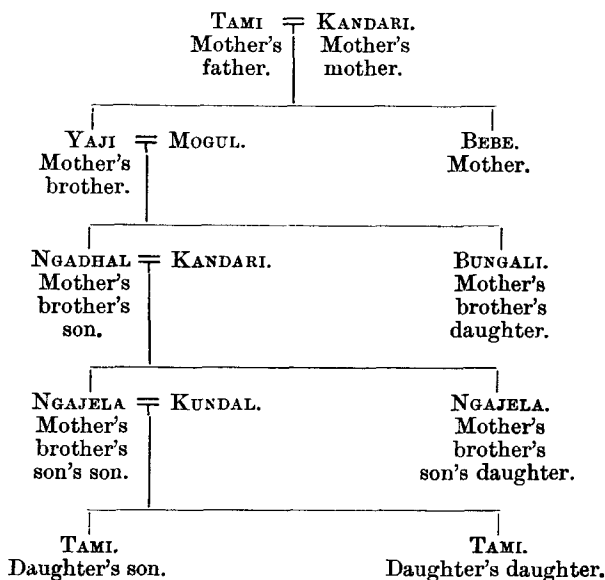 TAMI = KANDARI.
Mother's Mother's
father. mother.
YAJI = MOGUL. BEBE.
Mother's Mother.
brother.
NGADHAL = KANDARI. BUNGALI.
Mother's Mother's
brother's brother's
son. daughter.
NGAJELA = KUNDAL. NGAJELA.
Mother's Mother's
brother's brother's
son's son. son's daughter.
TAMI. TAMI.
Daughter's son. Daughter's daughter.